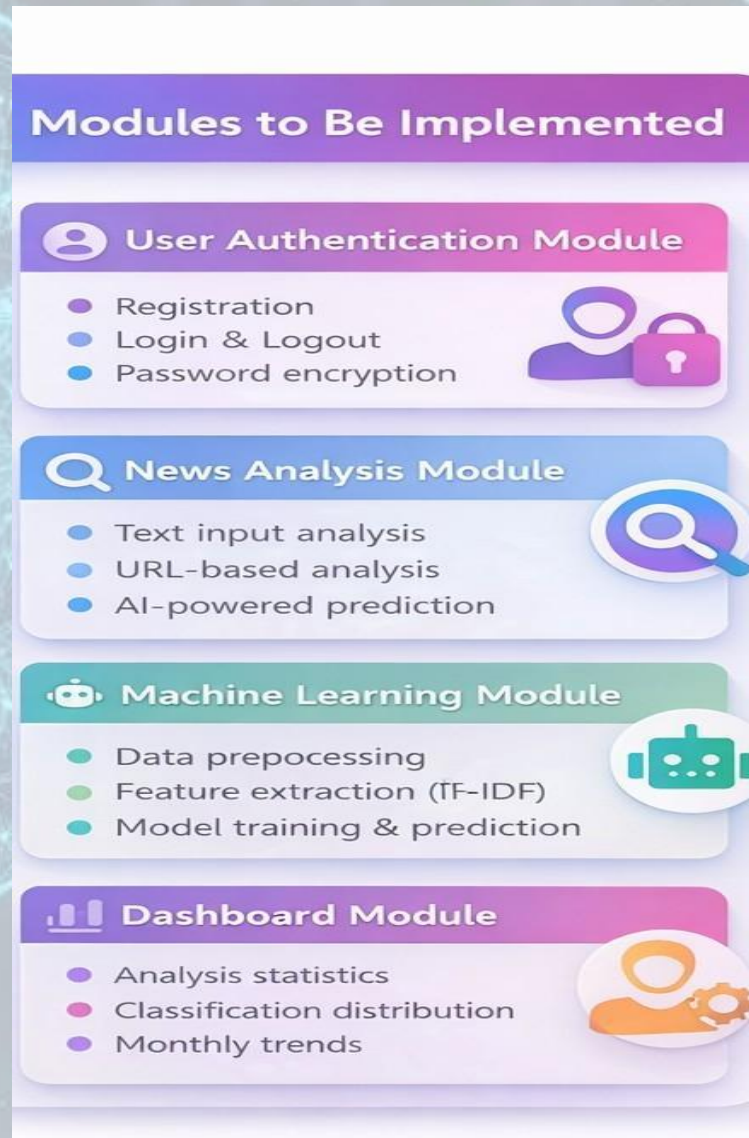 Modules to Be Implemented
User Authentication Module
Registration
Login & Logout
Password encryption
News Analysis Module
Text input analysis
URL-based analysis
AI-powered prediction
Machine Learning Module
Data prepocessing
Feature extraction (TF-IDF)
Model training & prediction
Dashboard Module
Analysis statistics
Classification distribution
Monthly trends